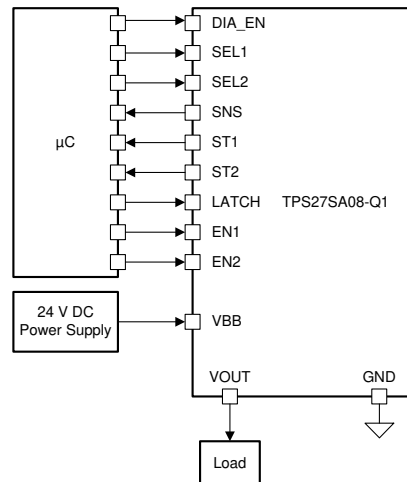 DIA_EN
SEL1
SEL2
SNS
µC
ST1
ST2
LATCH TPS27SA08-Q1
EN1
EN2
24 V DC
Power Supply
VBB
VOUT GND
Load